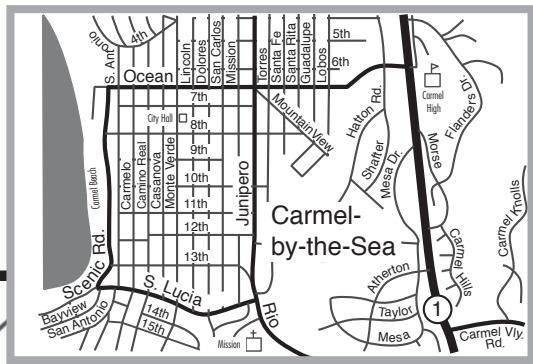 S. Ant
Portio
4th
Lincoln
Dolores
San Carlos
Mission
Torres
Santa Fe
Santa Rita
Guadalupe
Lobos
5th
6th
Ocean
7th
City Hall
8th
9th
10th
11th
12th
13th
Mountain View
Hatton Rd.
Shafter
Mesa Dr.
Carmel
High
Flanders Dr.
Morse
Carmel Beach
Carmelo
Camino Real
Casanova
Monte Verde
Junipero
Carmel-
by-the-Sea
Carmel Knolls
Carmel Hills
Scenic Rd.
S. Lucia
Bayview
San Antonio
14th
15th
Mission
Rio
Atherton
Taylor
Mesa
1
Carmel Vly.
Rd.